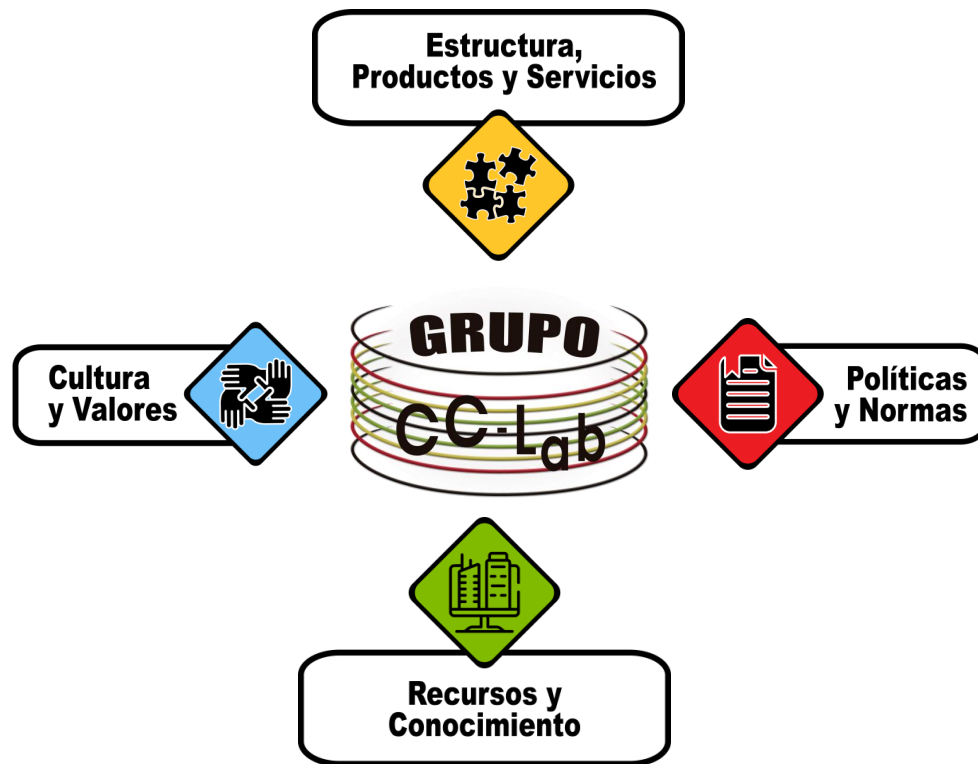 Estructura,
Productos y Servicios
GRUPO
CC-Lab
Cultura
y Valores
Políticas
y Normas
Recursos y
Conocimiento